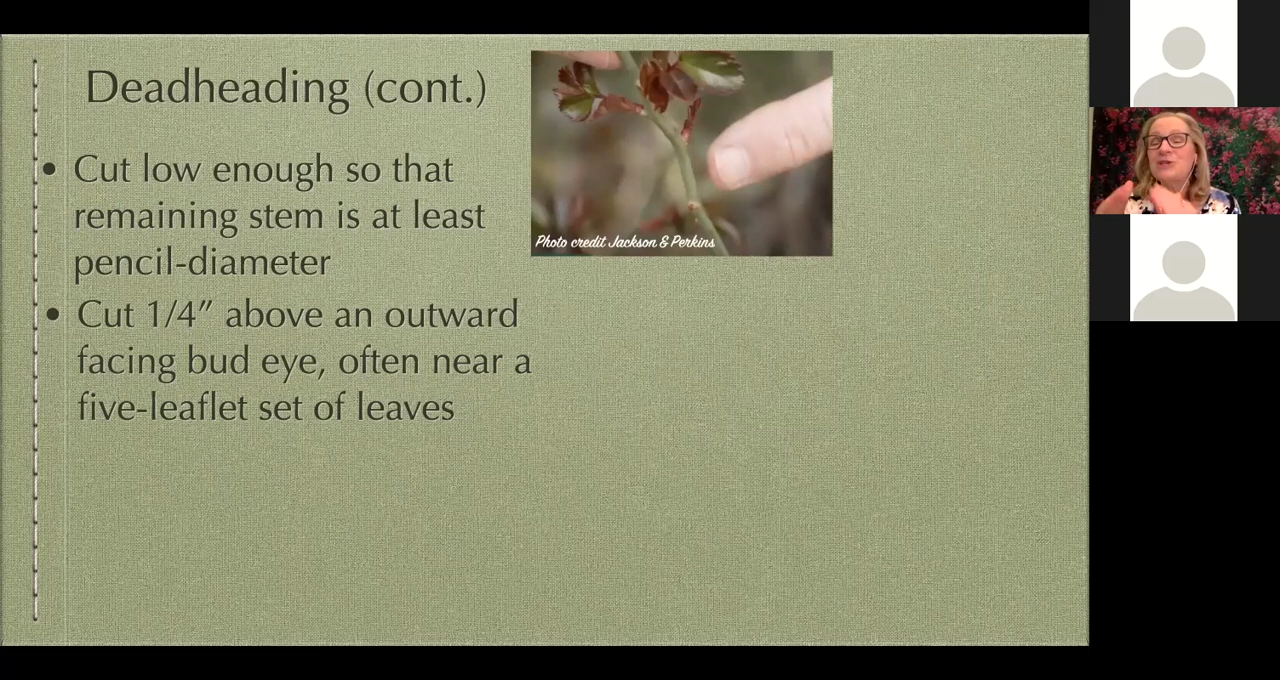 Deadheading (cont.)
• Cut low enough so that
remaining stem is at least
pencil-diameter
• Cut 1/4” above an outward
facing bud eye, often near a
five-leaflet set of leaves
Photo credit Jackson & Perkins